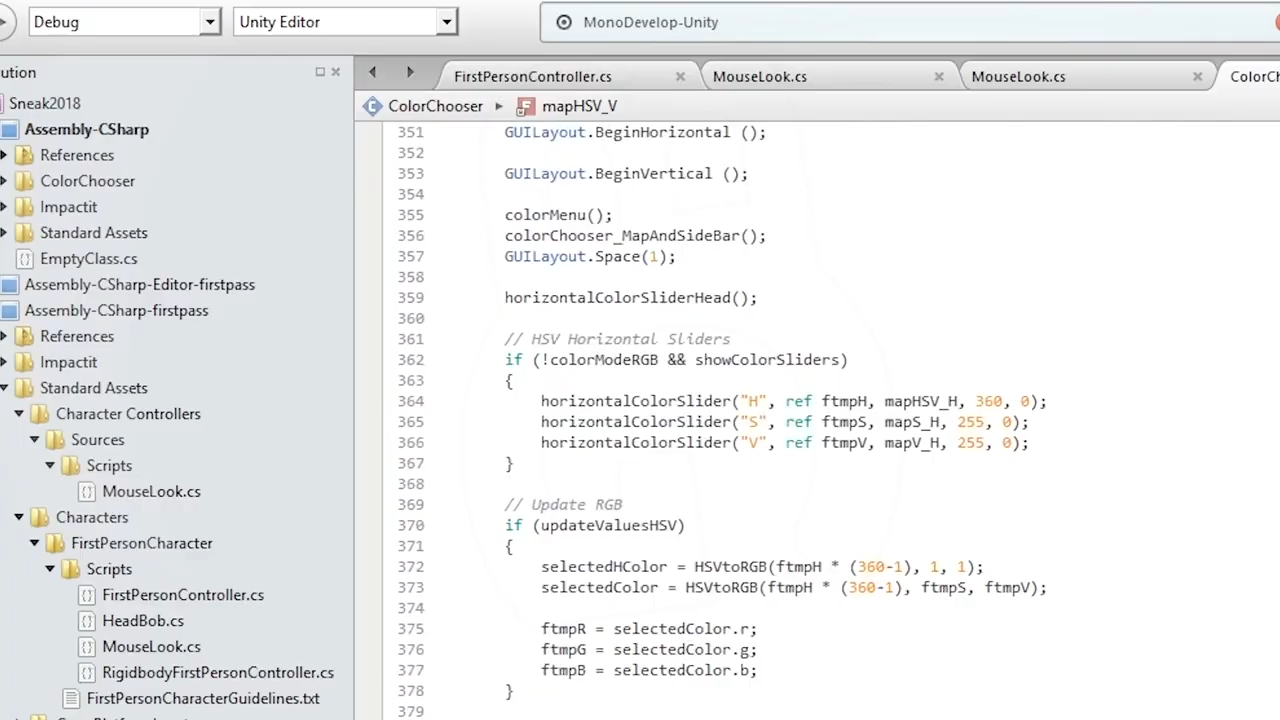 Debug
Unity Editor
MonoDevelop-Unity
ution
FirstPersonController.cs
MouseLook.cs
MouseLook.cs
ColorCh
Sneak2018
Assembly-CSharp
References
ColorChooser
Impactit
Standard Assets
EmptyClass.cs
Assembly-CSharp-Editor-firstpass
Assembly-CSharp-firstpass
References
Impactit
Standard Assets
Character Controllers
Sources
Scripts
MouseLook.cs
Characters
FirstPersonCharacter
Scripts
FirstPersonController.cs
HeadBob.cs
MouseLook.cs
RigidbodyFirstPersonController.cs
FirstPersonCharacterGuidelines.txt
ColorChooser ▸ mapHSV_V
351 GUILayout.BeginHorizontal ();
352
353 GUILayout.BeginVertical ();
354
355 colorMenu();
356 colorChooser_MapAndSideBar();
357 GUILayout.Space(1);
358
359 horizontalColorSliderHead();
360
361 // HSV Horizontal Sliders
362 if (!colorModeRGB && showColorSliders)
363 {
364 horizontalColorSlider("H", ref ftmpH, mapHSV_H, 360, 0);
365 horizontalColorSlider("S", ref ftmpS, mapS_H, 255, 0);
366 horizontalColorSlider("V", ref ftmpV, mapV_H, 255, 0);
367 }
368
369 // Update RGB
370 if (updateValuesHSV)
371 {
372 selectedHColor = HSVtoRGB(ftmpH * (360-1), 1, 1);
373 selectedColor = HSVtoRGB(ftmpH * (360-1), ftmpS, ftmpV);
374
375 ftmpR = selectedColor.r;
376 ftmpG = selectedColor.g;
377 ftmpB = selectedColor.b;
378 }
379